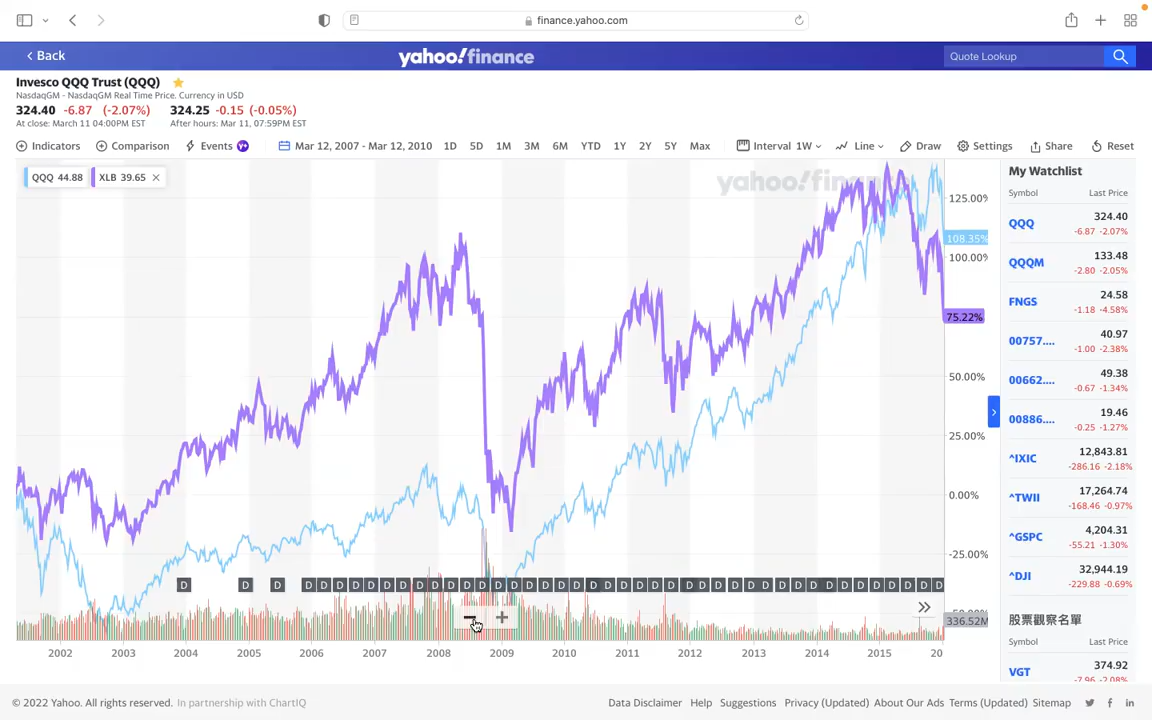 finance.yahoo.com
Back
yahoo!finance
Quote Lookup
Invesco QQQ Trust (QQQ)
NasdaqGM - NasdaqGM Real Time Price. Currency in USD
324.40 -6.87 (-2.07%) 324.25 -0.15 (-0.05%)
At close: March 11 04:00PM EST After hours: Mar 11, 07:59PM EST
Indicators Comparison Events Y+ Mar 12, 2007 - Mar 12, 2010 1D 5D 1M 3M 6M YTD 1Y 2Y 5Y Max Interval 1W Line Draw Settings Share Reset
QQQ 44.88 XLB 39.65
yahoo!finance
125.00%
108.35%
100.00%
75.22%
50.00%
25.00%
0.00%
-25.00%
D D D D D D D D D D D D D D D D D D D D D D D D D D D D D D D D D D D D D D D D D D D D
336.52M
2002 2003 2004 2005 2006 2007 2008 2009 2010 2011 2012 2013 2014 2015 20
My Watchlist
Symbol Last Price
QQQ 324.40
-6.87 -2.07%
QQQM 133.48
-2.80 -2.05%
FNGS 24.58
-1.18 -4.58%
00757.... 40.97
-1.00 -2.38%
00662.... 49.38
-0.67 -1.34%
00886.... 19.46
-0.25 -1.27%
^IXIC 12,843.81
-286.16 -2.18%
^TWII 17,264.74
-168.46 -0.97%
^GSPC 4,204.31
-55.21 -1.30%
^DJI 32,944.19
-229.88 -0.69%
股票觀察名單
Symbol Last Price
VGT 374.92
-7.96 -2.08%
© 2022 Yahoo. All rights reserved. In partnership with ChartIQ
Data Disclaimer Help Suggestions Privacy (Updated) About Our Ads Terms (Updated) Sitemap